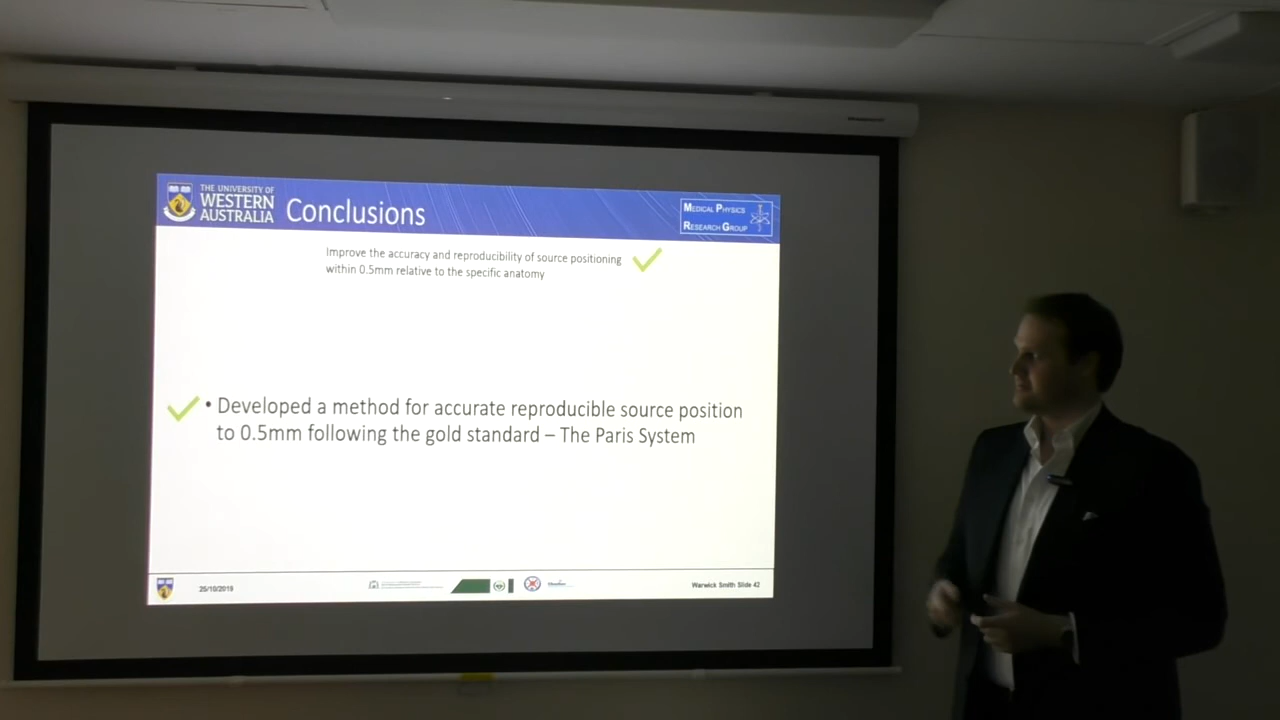 THE UNIVERSITY OF
WESTERN
AUSTRALIA
Conclusions
MEDICAL PHYSICS
RESEARCH GROUP
Improve the accuracy and reproducibility of source positioning
within 0.5mm relative to the specific anatomy
• Developed a method for accurate reproducible source position
to 0.5mm following the gold standard – The Paris System
25/10/2019
Warwick Smith Slide 42